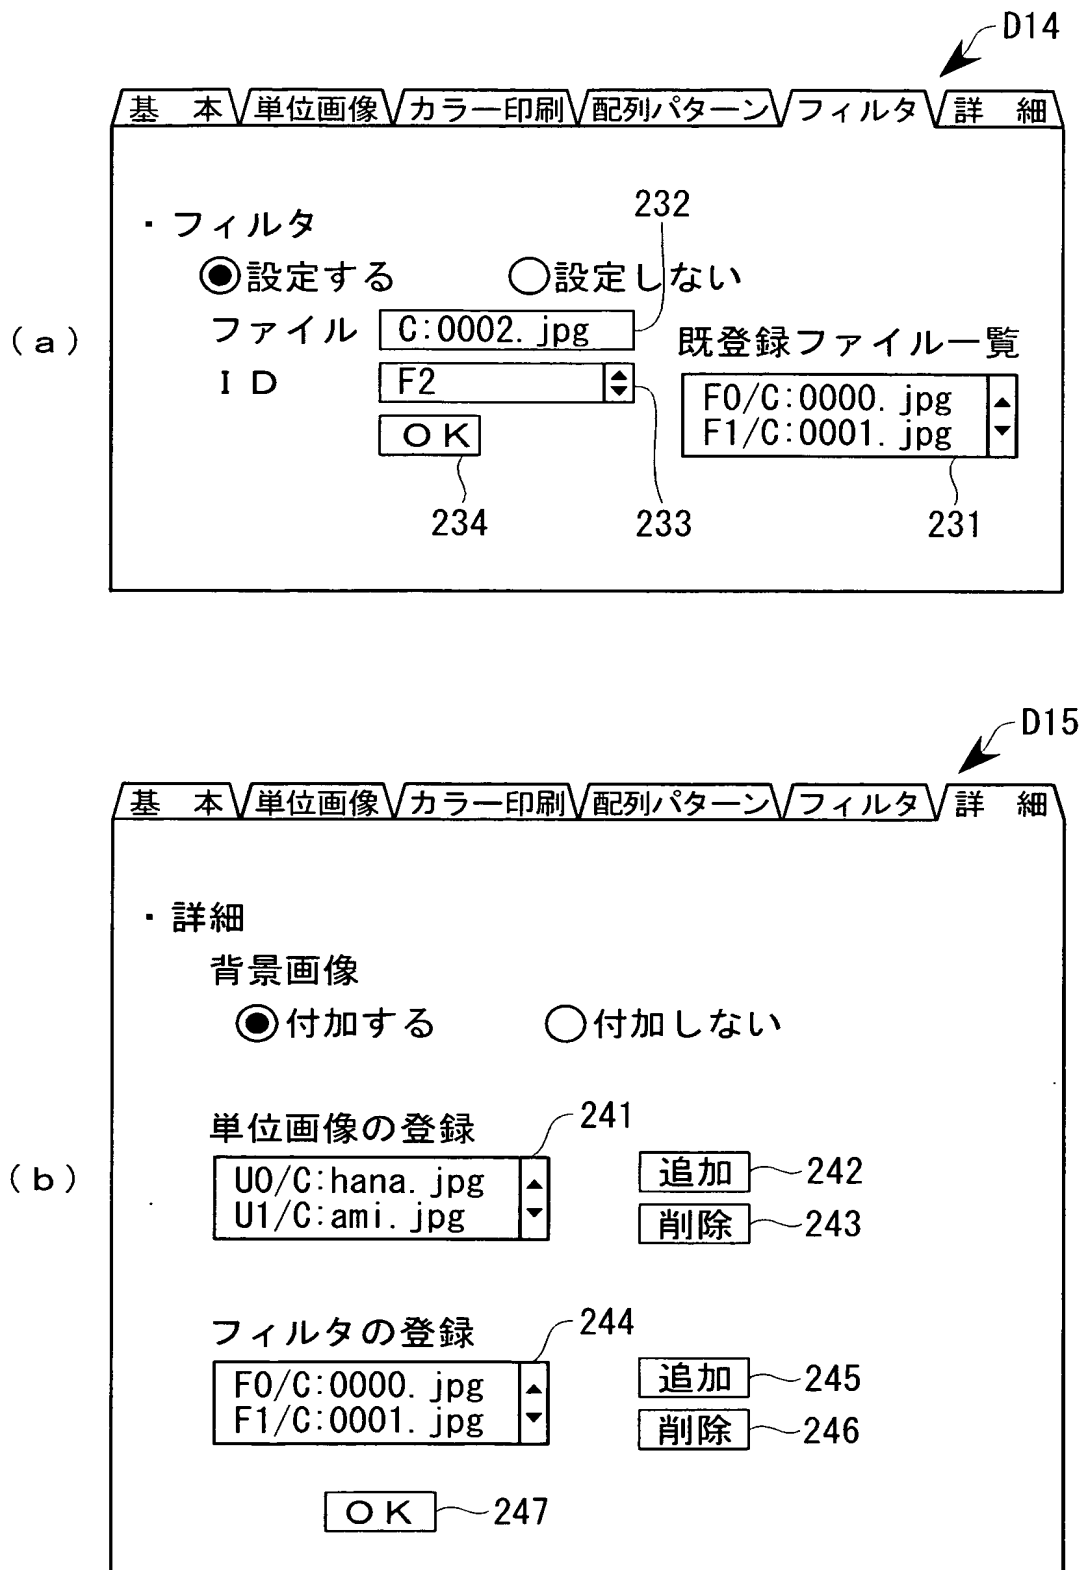 D14
基 本 単位画像 カラー印刷 配列パターン フィルタ 詳 細
232
・フィルタ
設定する 設定しない
(a)
ファイル C:0002.jpg
既登録ファイル一覧
ID F2
F0/C:0000.jpg
F1/C:0001.jpg
OK
234 233 231
D15
基 本 単位画像 カラー印刷 配列パターン フィルタ 詳 細
・詳細
背景画像
付加する 付加しない
単位画像の登録 241
(b)
U0/C:hana.jpg 追加 242
U1/C:ami.jpg 削除 243
フィルタの登録 244
F0/C:0000.jpg 追加 245
F1/C:0001.jpg 削除 246
OK 247